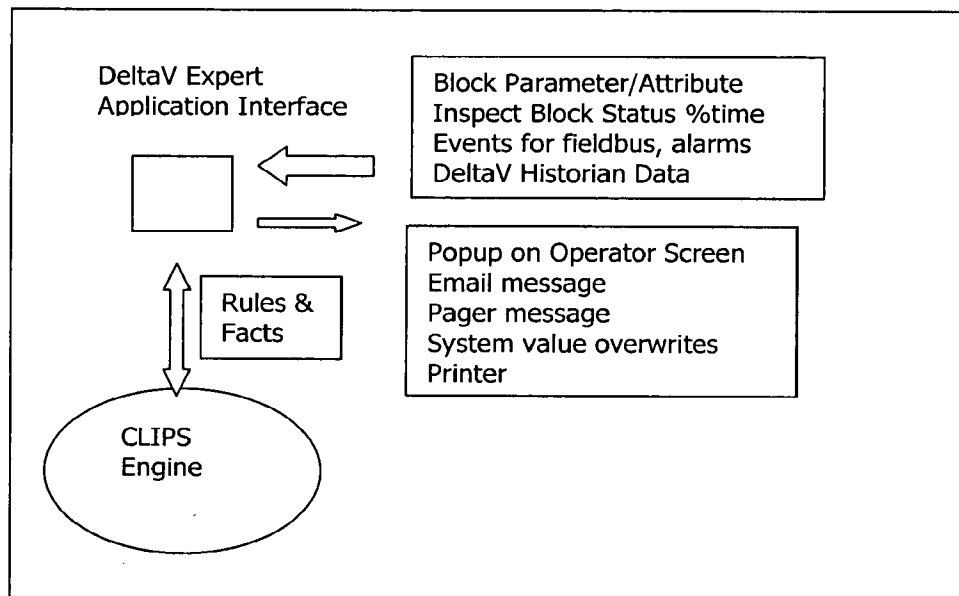 DeltaV Expert
Application Interface
Block Parameter/Attribute
Inspect Block Status %time
Events for fieldbus, alarms
DeltaV Historian Data
Popup on Operator Screen
Email message
Pager message
System value overwrites
Printer
Rules &
Facts
CLIPS
Engine